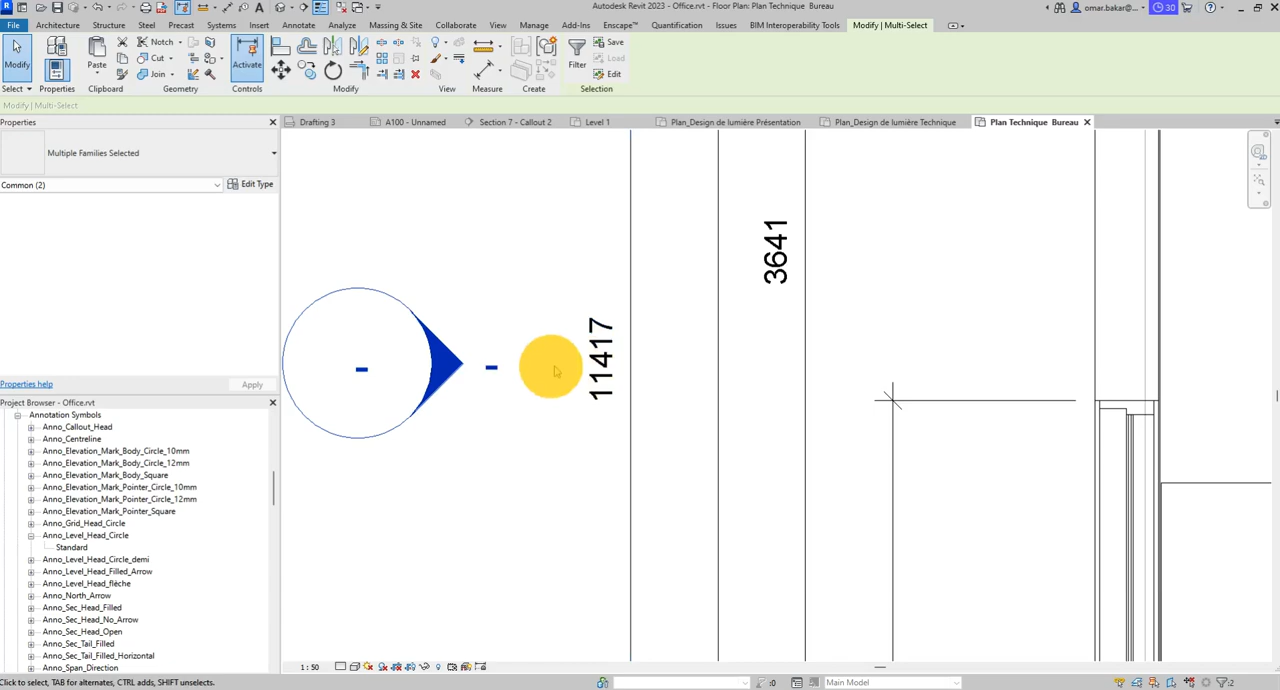 Autodesk Revit 2023 - Office.rvt - Floor Plan: Plan Technique Bureau
omar.bakar@...
30
File Architecture Structure Steel Precast Systems Insert Annotate Analyze Massing & Site Collaborate View Manage Add-Ins Enscape™ Quantification Issues BIM Interoperability Tools Modify | Multi-Select
Modify
Paste
Notch
Cut
Join
Activate
Filter
Save
Load
Edit
Select Properties Clipboard Geometry Controls Modify View Measure Create Selection
Modify | Multi-Select
Properties
Drafting 3 A100 - Unnamed Section 7 - Callout 2 Level 1 Plan_Design de lumière Présentation Plan_Design de lumière Technique Plan Technique Bureau
Multiple Families Selected
Common (2)
Edit Type
3641
11417
-
-
Properties help
Apply
Project Browser - Office.rvt
Annotation Symbols
Anno_Callout_Head
Anno_Centreline
Anno_Elevation_Mark_Body_Circle_10mm
Anno_Elevation_Mark_Body_Circle_12mm
Anno_Elevation_Mark_Body_Square
Anno_Elevation_Mark_Pointer_Circle_10mm
Anno_Elevation_Mark_Pointer_Circle_12mm
Anno_Elevation_Mark_Pointer_Square
Anno_Grid_Head_Circle
Anno_Level_Head_Circle
Standard
Anno_Level_Head_Circle_demi
Anno_Level_Head_Filled_Arrow
Anno_Level_Head_flèche
Anno_North_Arrow
Anno_Sec_Head_Filled
Anno_Sec_Head_No_Arrow
Anno_Sec_Head_Open
Anno_Sec_Tail_Filled
Anno_Sec_Tail_Filled_Horizontal
Anno_Span_Direction
1 : 50
Click to select, TAB for alternates, CTRL adds, SHIFT unselects.
:0
Main Model
:2